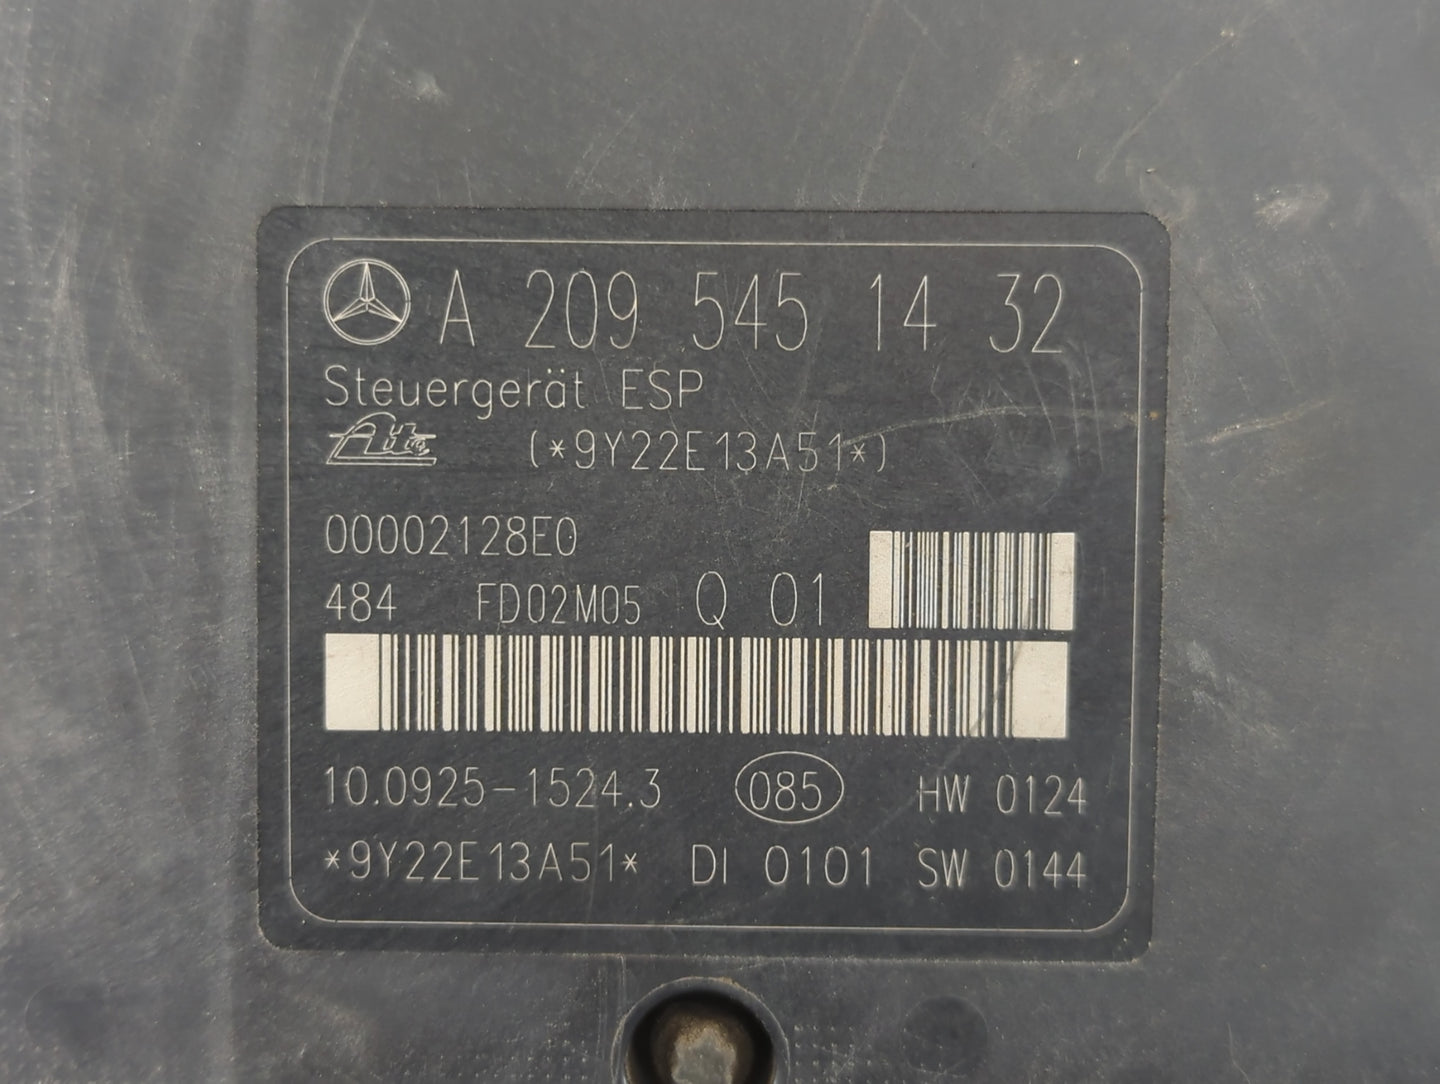 A 209 545 14 32
Steuergerät ESP
Ate (*9Y22E13A51*)
00002128E0
484 FD02M05 Q 01
10.0925-1524.3 085 HW 0124
*9Y22E13A51* DI 0101 SW 0144